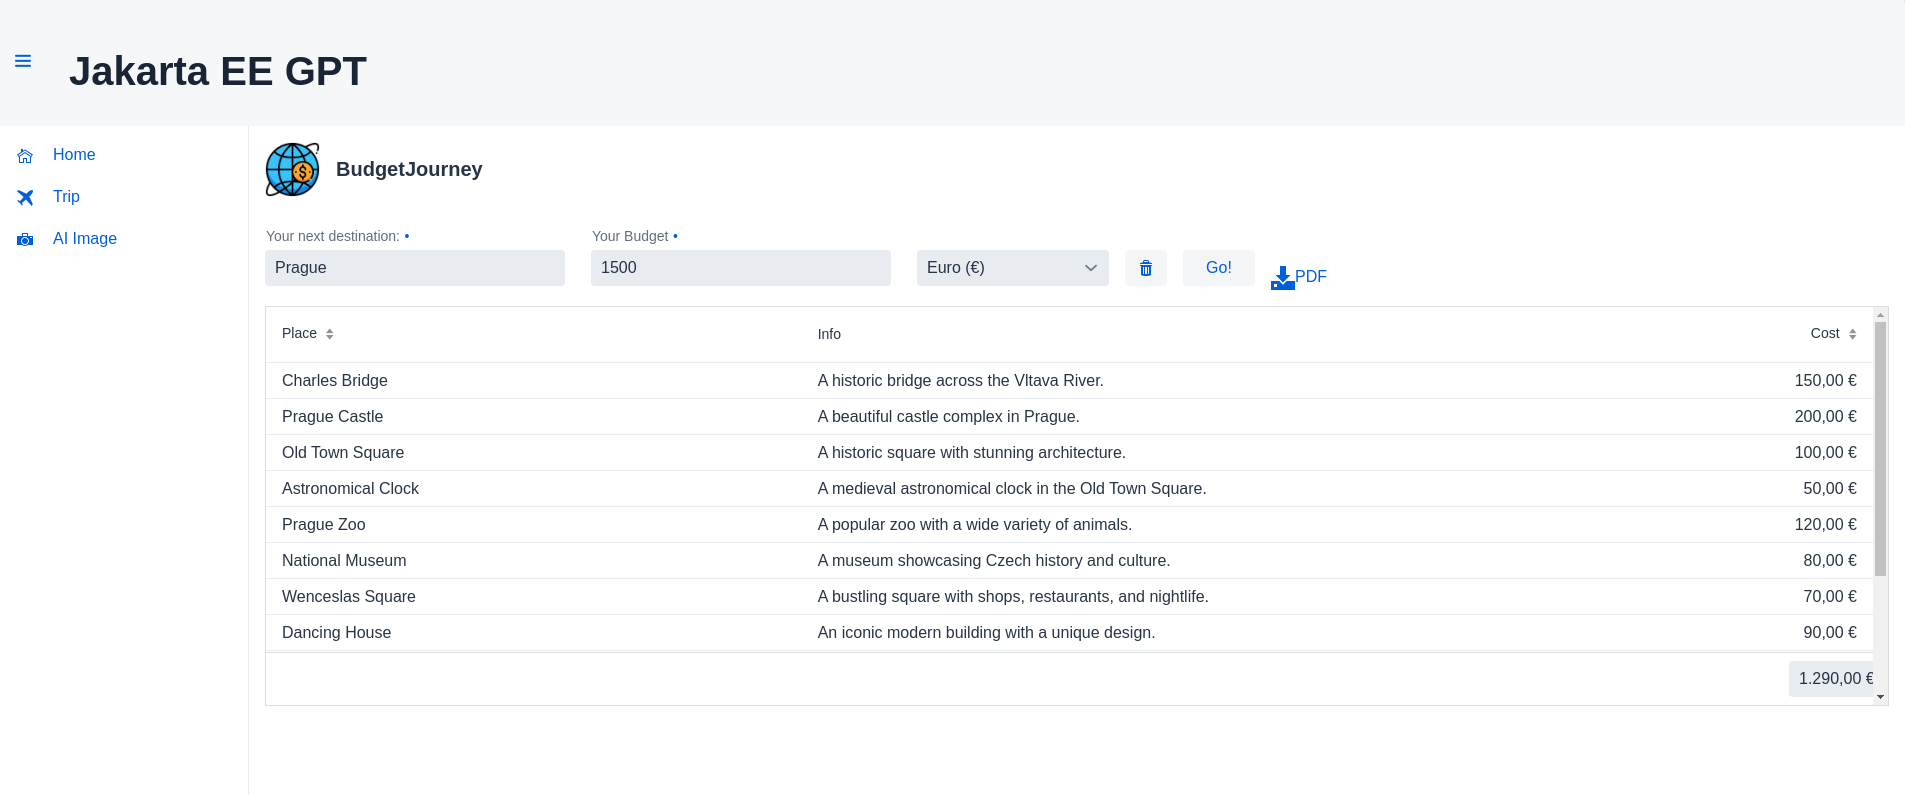 Jakarta EE GPT
Home
Trip
AI Image
BudgetJourney
Your next destination: •
Your Budget •
Prague
1500
Euro (€)
Go!
PDF
Place
Info
Cost
Charles Bridge A historic bridge across the Vltava River. 150,00 €
Prague Castle A beautiful castle complex in Prague. 200,00 €
Old Town Square A historic square with stunning architecture. 100,00 €
Astronomical Clock A medieval astronomical clock in the Old Town Square. 50,00 €
Prague Zoo A popular zoo with a wide variety of animals. 120,00 €
National Museum A museum showcasing Czech history and culture. 80,00 €
Wenceslas Square A bustling square with shops, restaurants, and nightlife. 70,00 €
Dancing House An iconic modern building with a unique design. 90,00 €
1.290,00 €